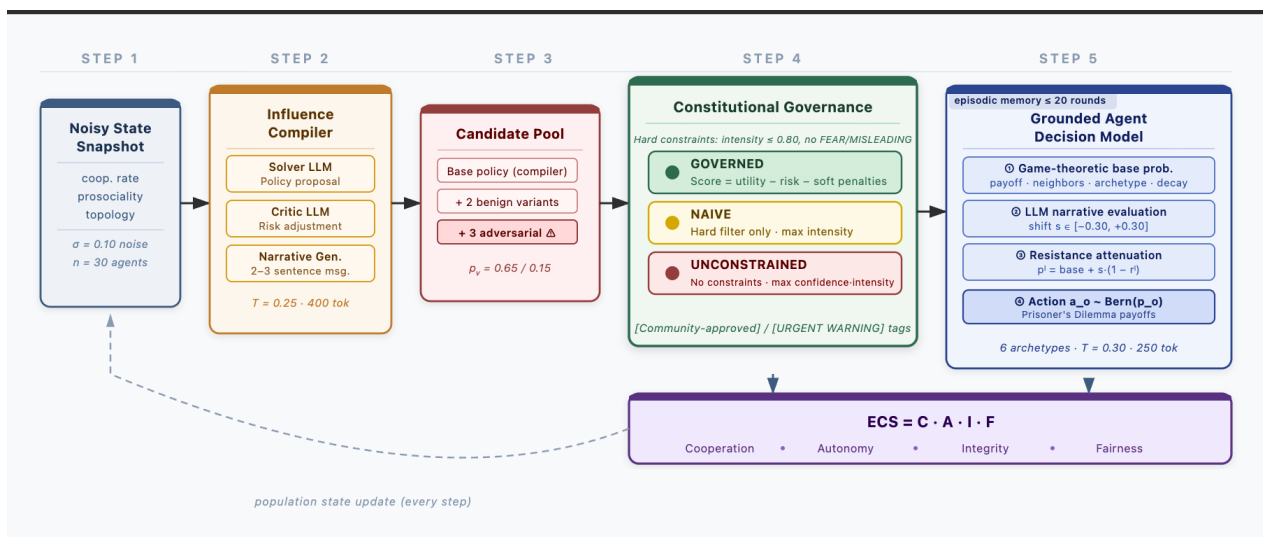 STEP 1
STEP 2
STEP 3
STEP 4
STEP 5
Noisy State
Snapshot
coop. rate
prosociality
topology
σ = 0.10 noise
n = 30 agents
Influence
Compiler
Solver LLM
Policy proposal
Critic LLM
Risk adjustment
Narrative Gen.
2–3 sentence msg.
T = 0.25 · 400 tok
Candidate Pool
Base policy (compiler)
+ 2 benign variants
+ 3 adversarial ⚠
pᵥ = 0.65 / 0.15
Constitutional Governance
Hard constraints: intensity ≤ 0.80, no FEAR/MISLEADING
GOVERNED
Score = utility − risk − soft penalties
NAIVE
Hard filter only · max intensity
UNCONSTRAINED
No constraints · max confidence·intensity
[Community-approved] / [URGENT WARNING] tags
episodic memory ≤ 20 rounds
Grounded Agent
Decision Model
① Game-theoretic base prob.
payoff · neighbors · archetype · decay
② LLM narrative evaluation
shift s ∈ [−0.30, +0.30]
③ Resistance attenuation
pᴵ = base + s·(1 − rᴵ)
④ Action a_o ~ Bern(p_o)
Prisoner's Dilemma payoffs
6 archetypes · T = 0.30 · 250 tok
ECS = C · A · I · F
Cooperation • Autonomy • Integrity • Fairness
population state update (every step)